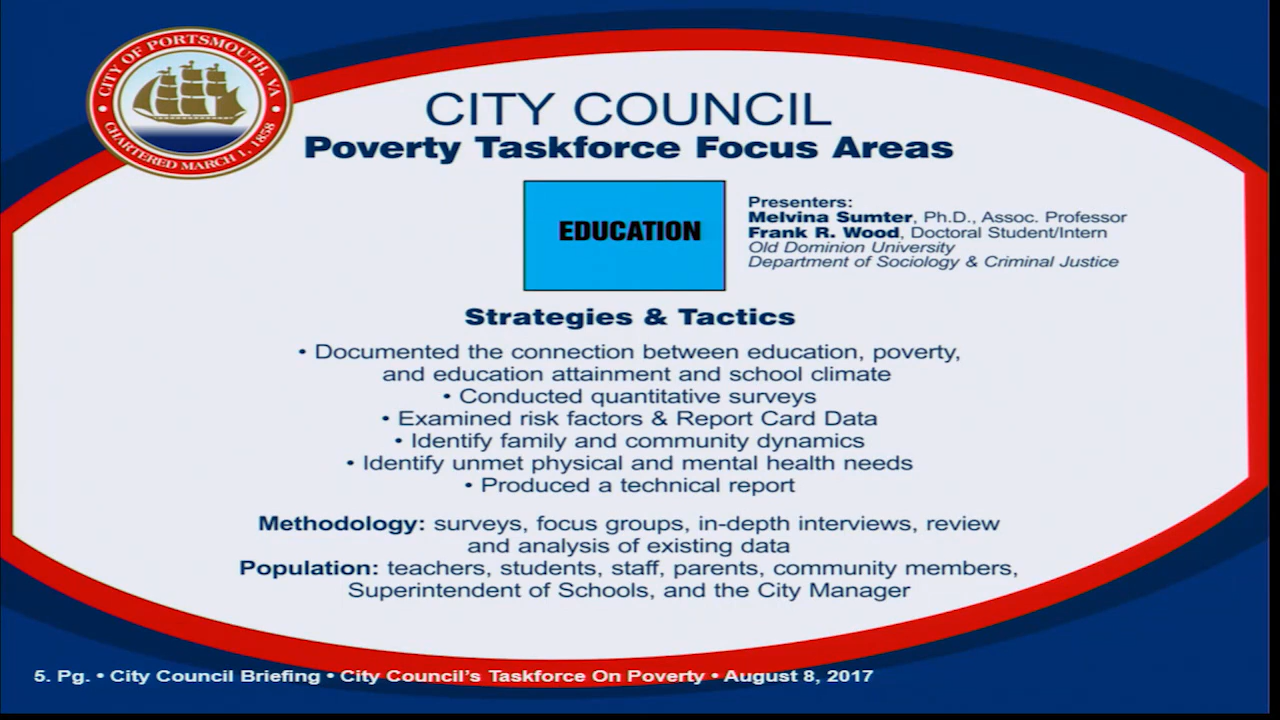 CITY OF PORTSMOUTH, VA
CHARTERED MARCH 1, 1858
CITY COUNCIL
Poverty Taskforce Focus Areas
EDUCATION
Presenters:
Melvina Sumter, Ph.D., Assoc. Professor
Frank R. Wood, Doctoral Student/Intern
Old Dominion University
Department of Sociology & Criminal Justice
Strategies & Tactics
• Documented the connection between education, poverty,
and education attainment and school climate
• Conducted quantitative surveys
• Examined risk factors & Report Card Data
• Identify family and community dynamics
• Identify unmet physical and mental health needs
• Produced a technical report
Methodology: surveys, focus groups, in-depth interviews, review
and analysis of existing data
Population: teachers, students, staff, parents, community members,
Superintendent of Schools, and the City Manager
5. Pg. • City Council Briefing • City Council's Taskforce On Poverty • August 8, 2017